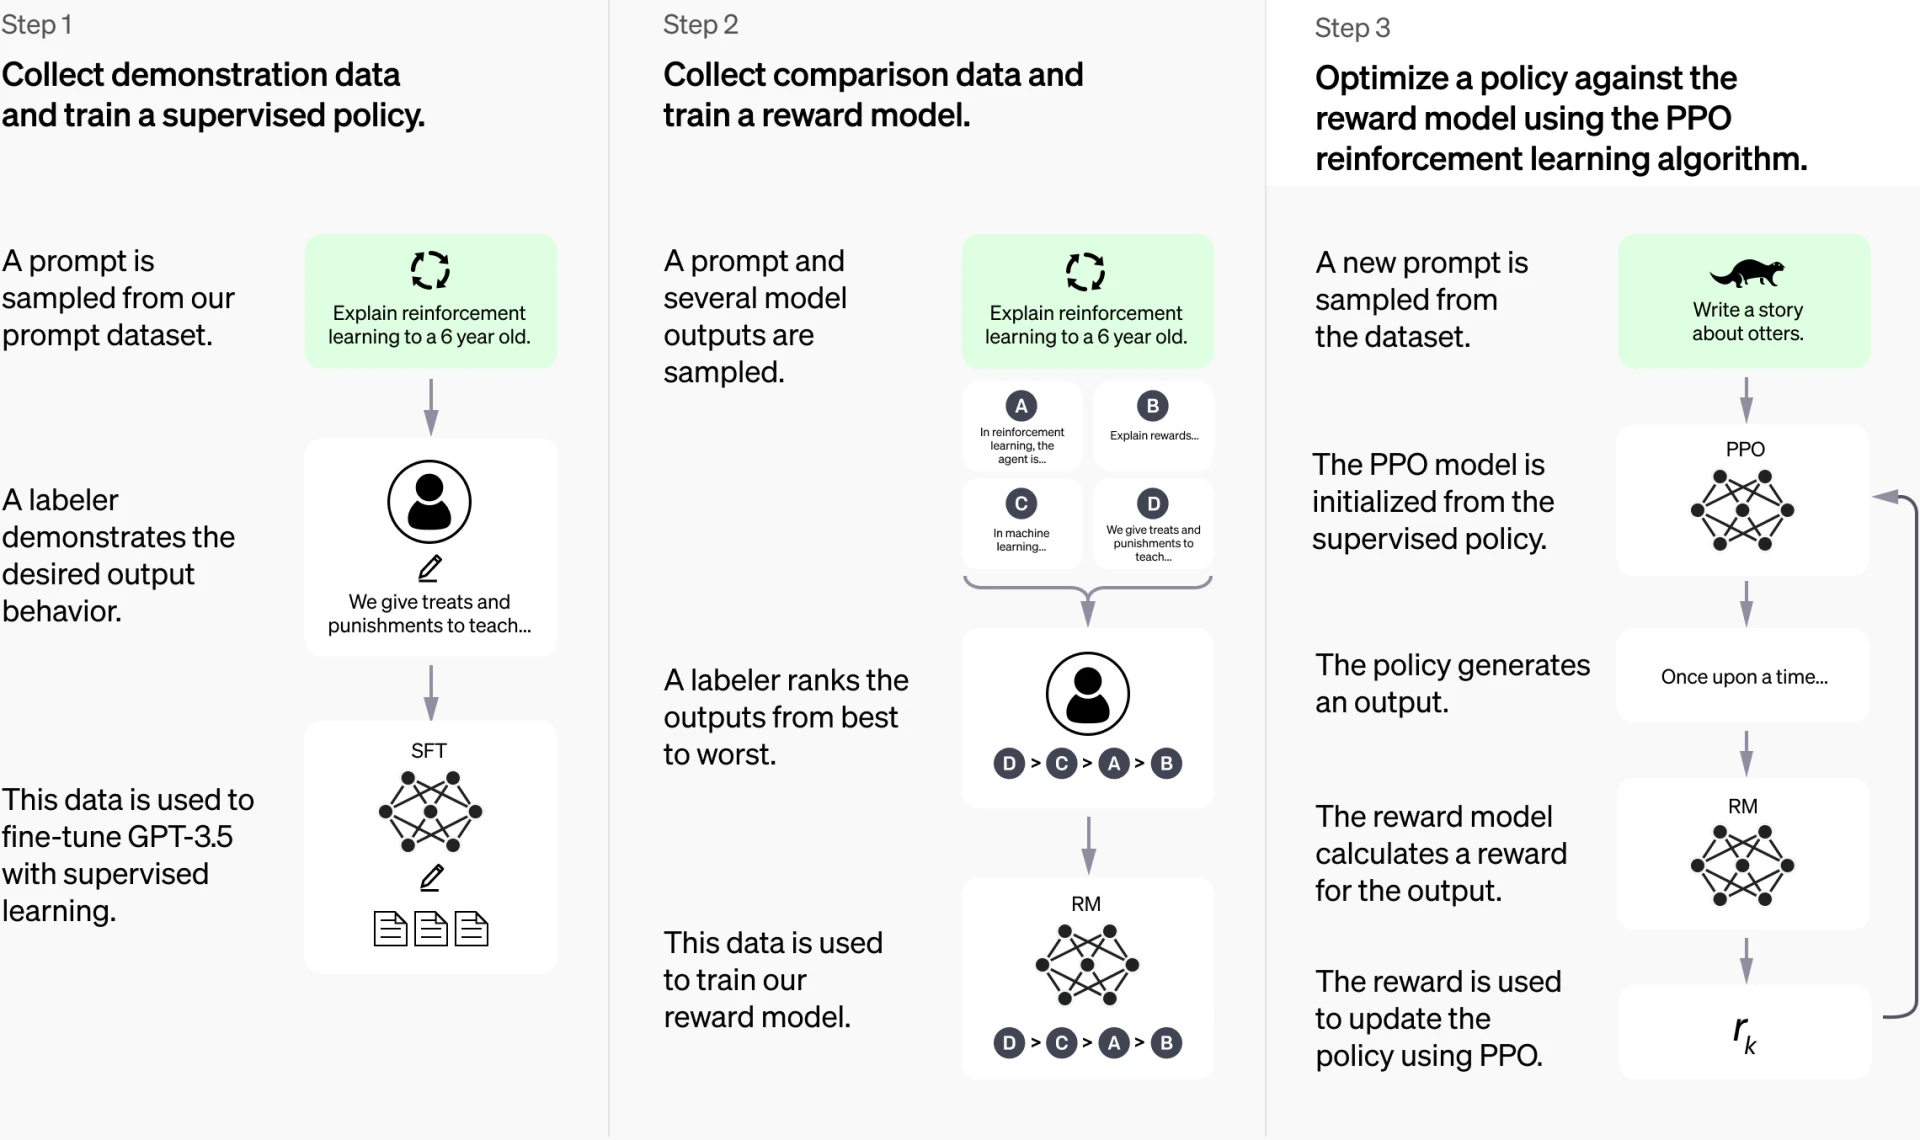 Step 1
Collect demonstration data
and train a supervised policy.
A prompt is
sampled from our
prompt dataset.
Explain reinforcement
learning to a 6 year old.
A labeler
demonstrates the
desired output
behavior.
We give treats and
punishments to teach...
This data is used to
fine-tune GPT-3.5
with supervised
learning.
SFT
Step 2
Collect comparison data and
train a reward model.
A prompt and
several model
outputs are
sampled.
Explain reinforcement
learning to a 6 year old.
A
In reinforcement
learning, the
agent is...
B
Explain rewards...
C
In machine
learning...
D
We give treats and
punishments to
teach...
A labeler ranks the
outputs from best
to worst.
D > C > A > B
This data is used
to train our
reward model.
RM
D > C > A > B
Step 3
Optimize a policy against the
reward model using the PPO
reinforcement learning algorithm.
A new prompt is
sampled from
the dataset.
Write a story
about otters.
The PPO model is
initialized from the
supervised policy.
PPO
The policy generates
an output.
Once upon a time...
The reward model
calculates a reward
for the output.
RM
The reward is used
to update the
policy using PPO.
r_k